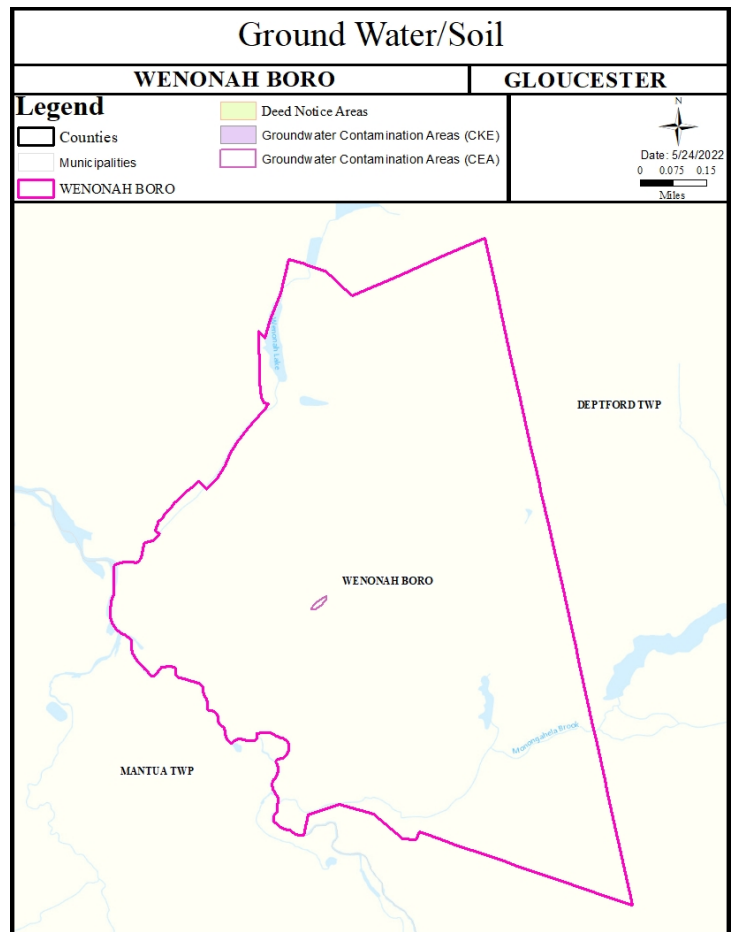 Ground Water/Soil
WENONAH BORO
GLOUCESTER
Legend
Counties
Municipalities
WENONAH BORO
Deed Notice Areas
Groundwater Contamination Areas (CKE)
Groundwater Contamination Areas (CEA)
N
Date: 5/24/2022
0 0.075 0.15
Miles
Wenonah Lake
DEPTFORD TWP
WENONAH BORO
Monongahela Brook
MANTUA TWP